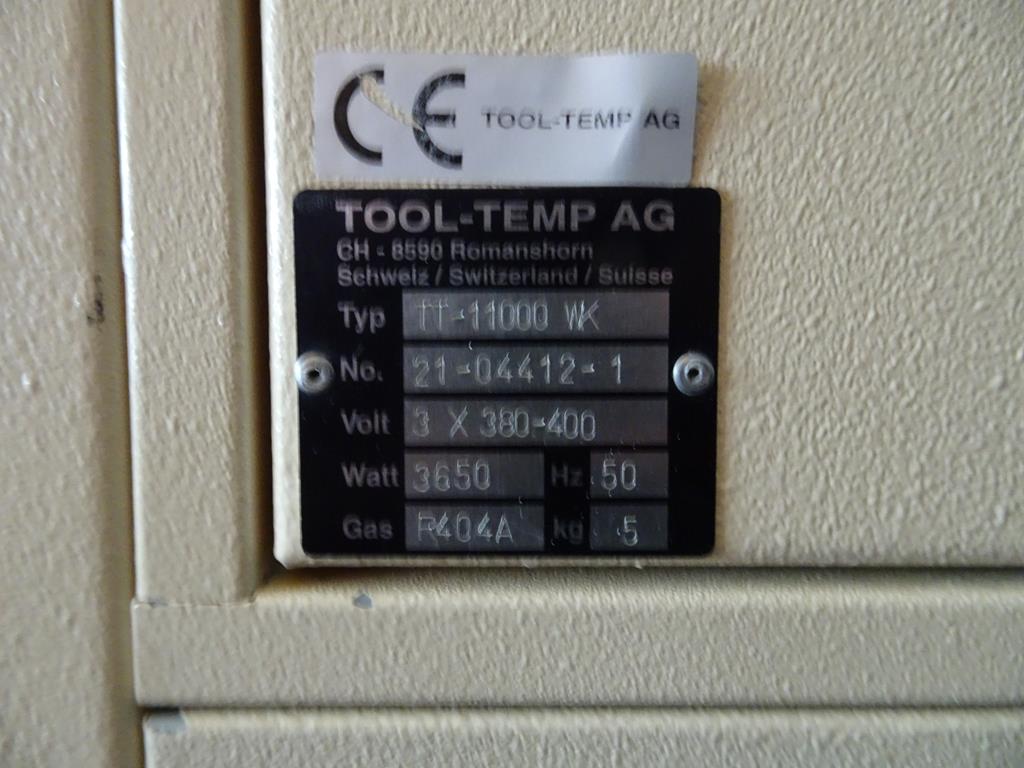 CE TOOL-TEMP AG
TOOL-TEMP AG
CH - 8590 Romanshorn
Schweiz / Switzerland / Suisse
Typ TT-11000 WK
No. 21-04412-1
Volt 3 X 380-400
Watt 3650 Hz 50
Gas R404A kg 5